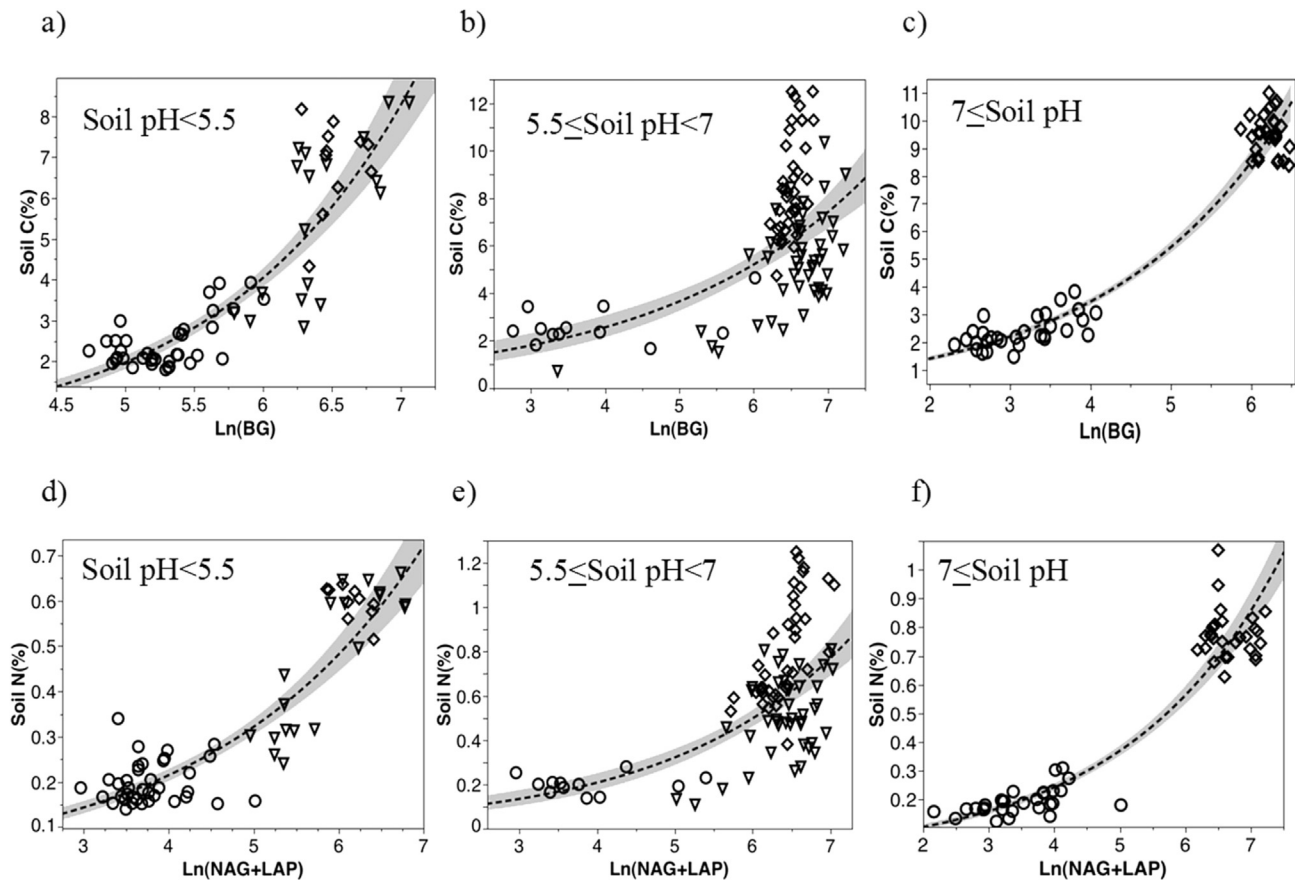 a)
b)
c)
Soil pH<5.5
5.5≤Soil pH<7
7≤Soil pH
Soil C(%)
8
7
6
5
4
3
2
4.5 5 5.5 6 6.5 7
Ln(BG)
Soil C(%)
13
12
10
8
6
4
2
0
3 4 5 6 7
Ln(BG)
Soil C(%)
11
10
9
8
7
6
5
4
3
2
1
2 3 4 5 6
Ln(BG)
d)
e)
f)
Soil pH<5.5
5.5≤Soil pH<7
7≤Soil pH
Soil N(%)
0.7
0.6
0.5
0.4
0.3
0.2
0.1
3 4 5 6 7
Ln(NAG+LAP)
Soil N(%)
1.2
1
0.8
0.6
0.4
0.2
0
3 4 5 6 7
Ln(NAG+LAP)
Soil N(%)
1
0.9
0.8
0.7
0.6
0.5
0.4
0.3
0.2
2 3 4 5 6 7
Ln(NAG+LAP)